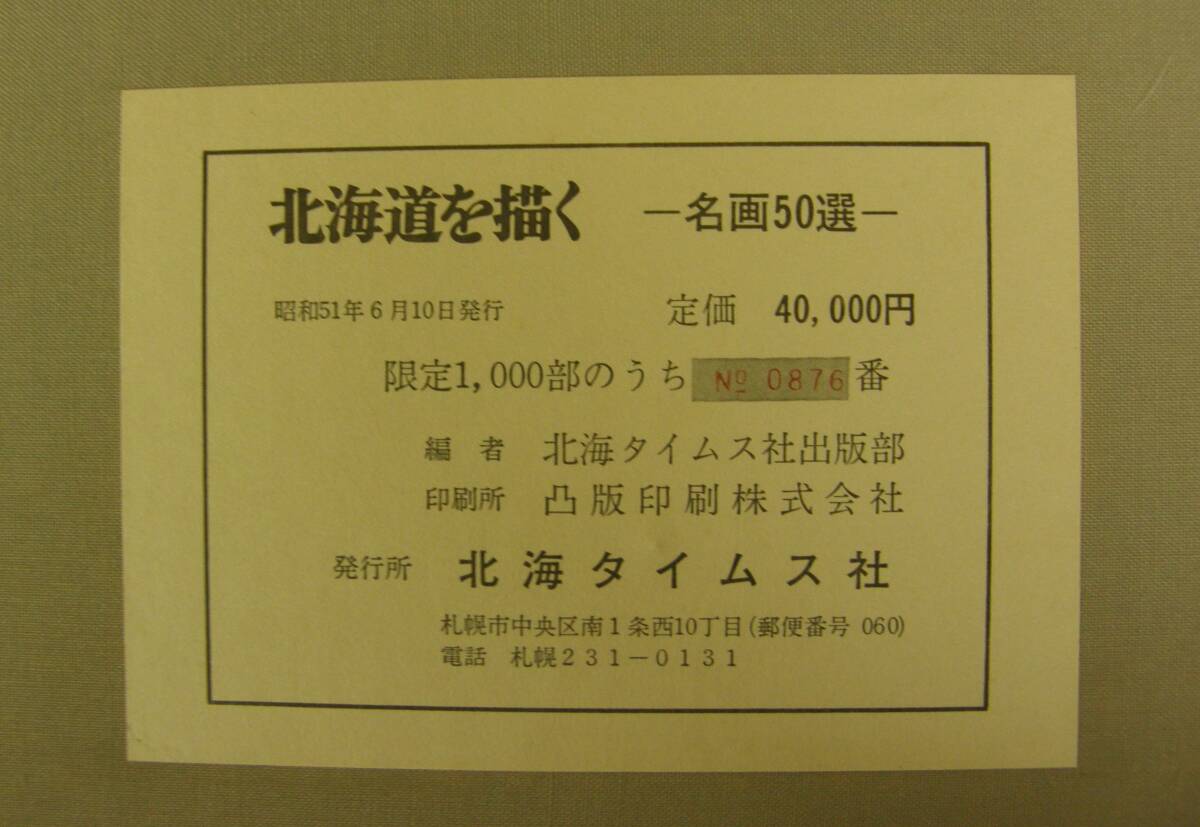 北海道を描く －名画50選－
昭和51年6月10日発行 定価 40,000円
限定1,000部のうち № 0876 番
編者 北海タイムス社出版部
印刷所 凸版印刷株式会社
発行所 北海タイムス社
札幌市中央区南1条西10丁目(郵便番号 060)
電話 札幌231－0131